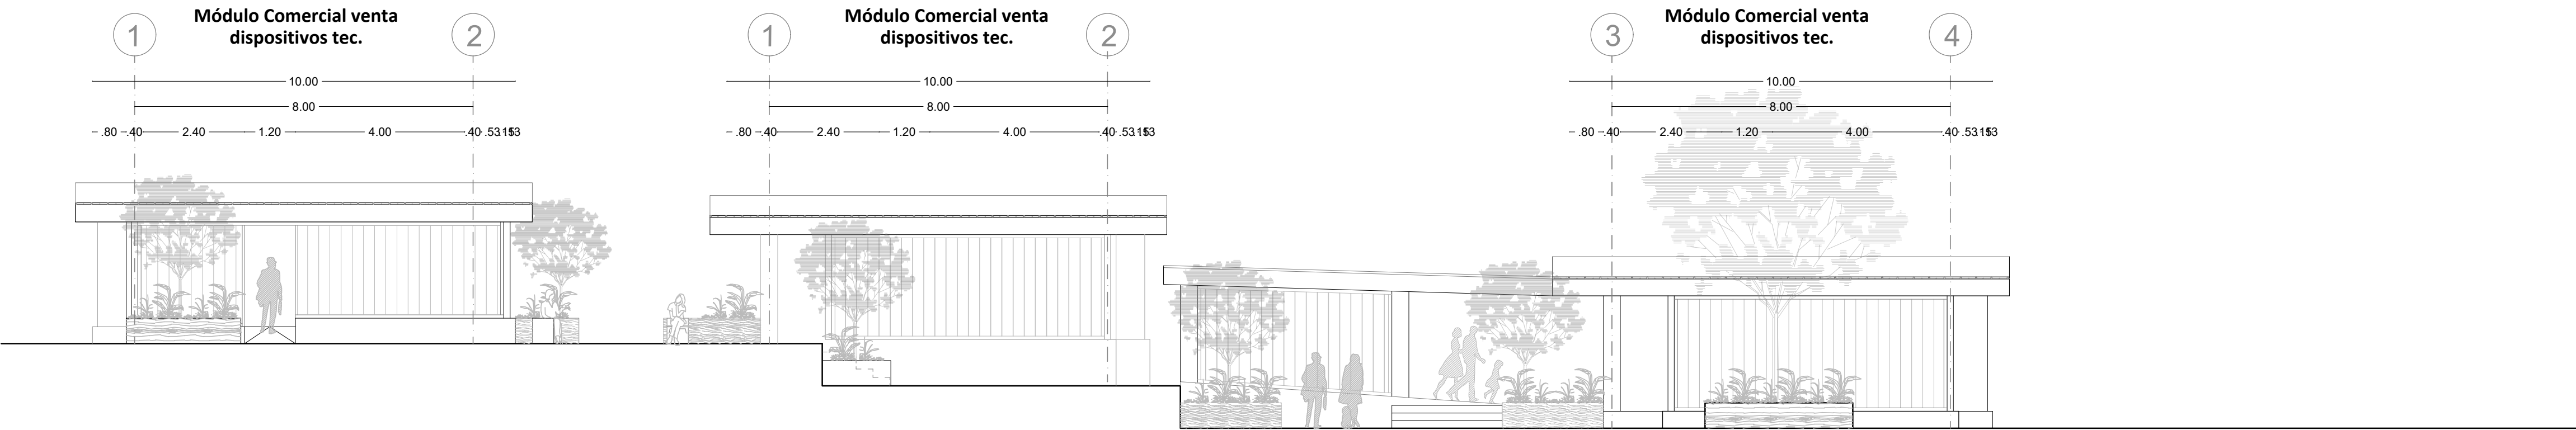 1
Módulo Comercial venta
dispositivos tec.
2
10.00
8.00
.80 .40 2.40 1.20 4.00 .40 .53
1
Módulo Comercial venta
dispositivos tec.
2
10.00
8.00
.80 .40 2.40 1.20 4.00 .40 .53
3
Módulo Comercial venta
dispositivos tec.
4
10.00
8.00
.80 .40 2.40 1.20 4.00 .40 .53